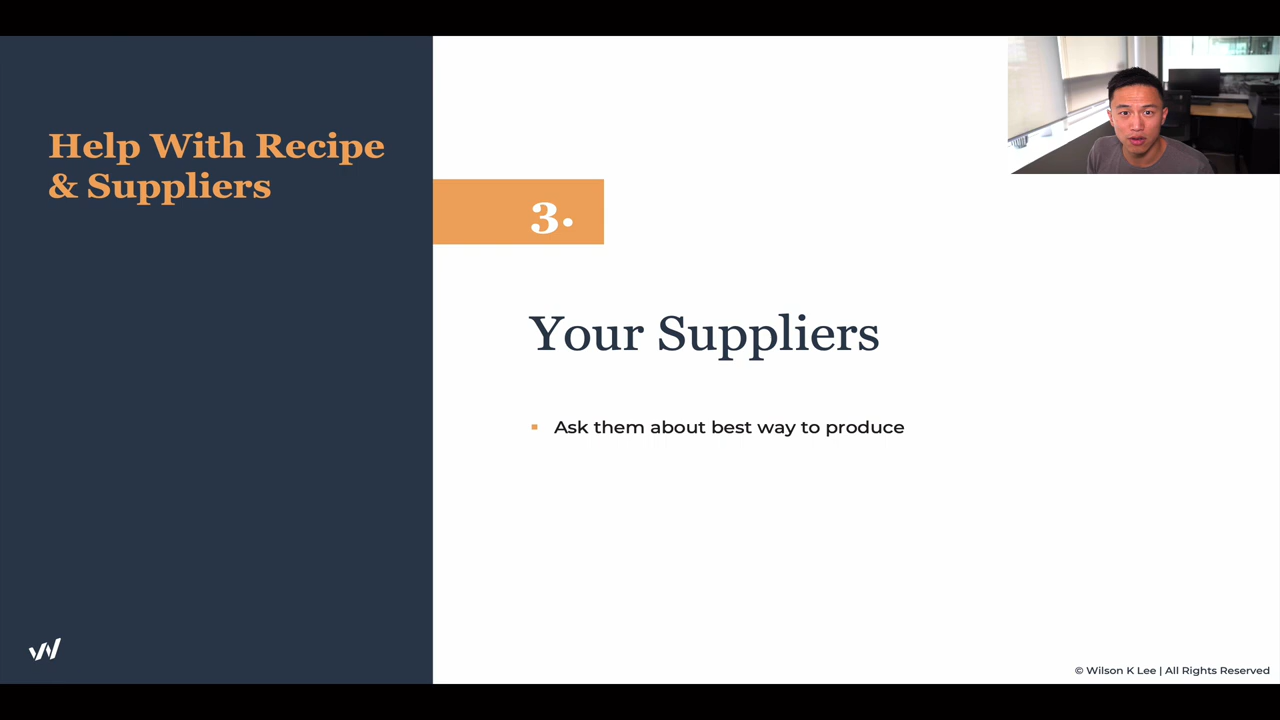 Help With Recipe
& Suppliers
3.
Your Suppliers
▪ Ask them about best way to produce
© Wilson K Lee | All Rights Reserved